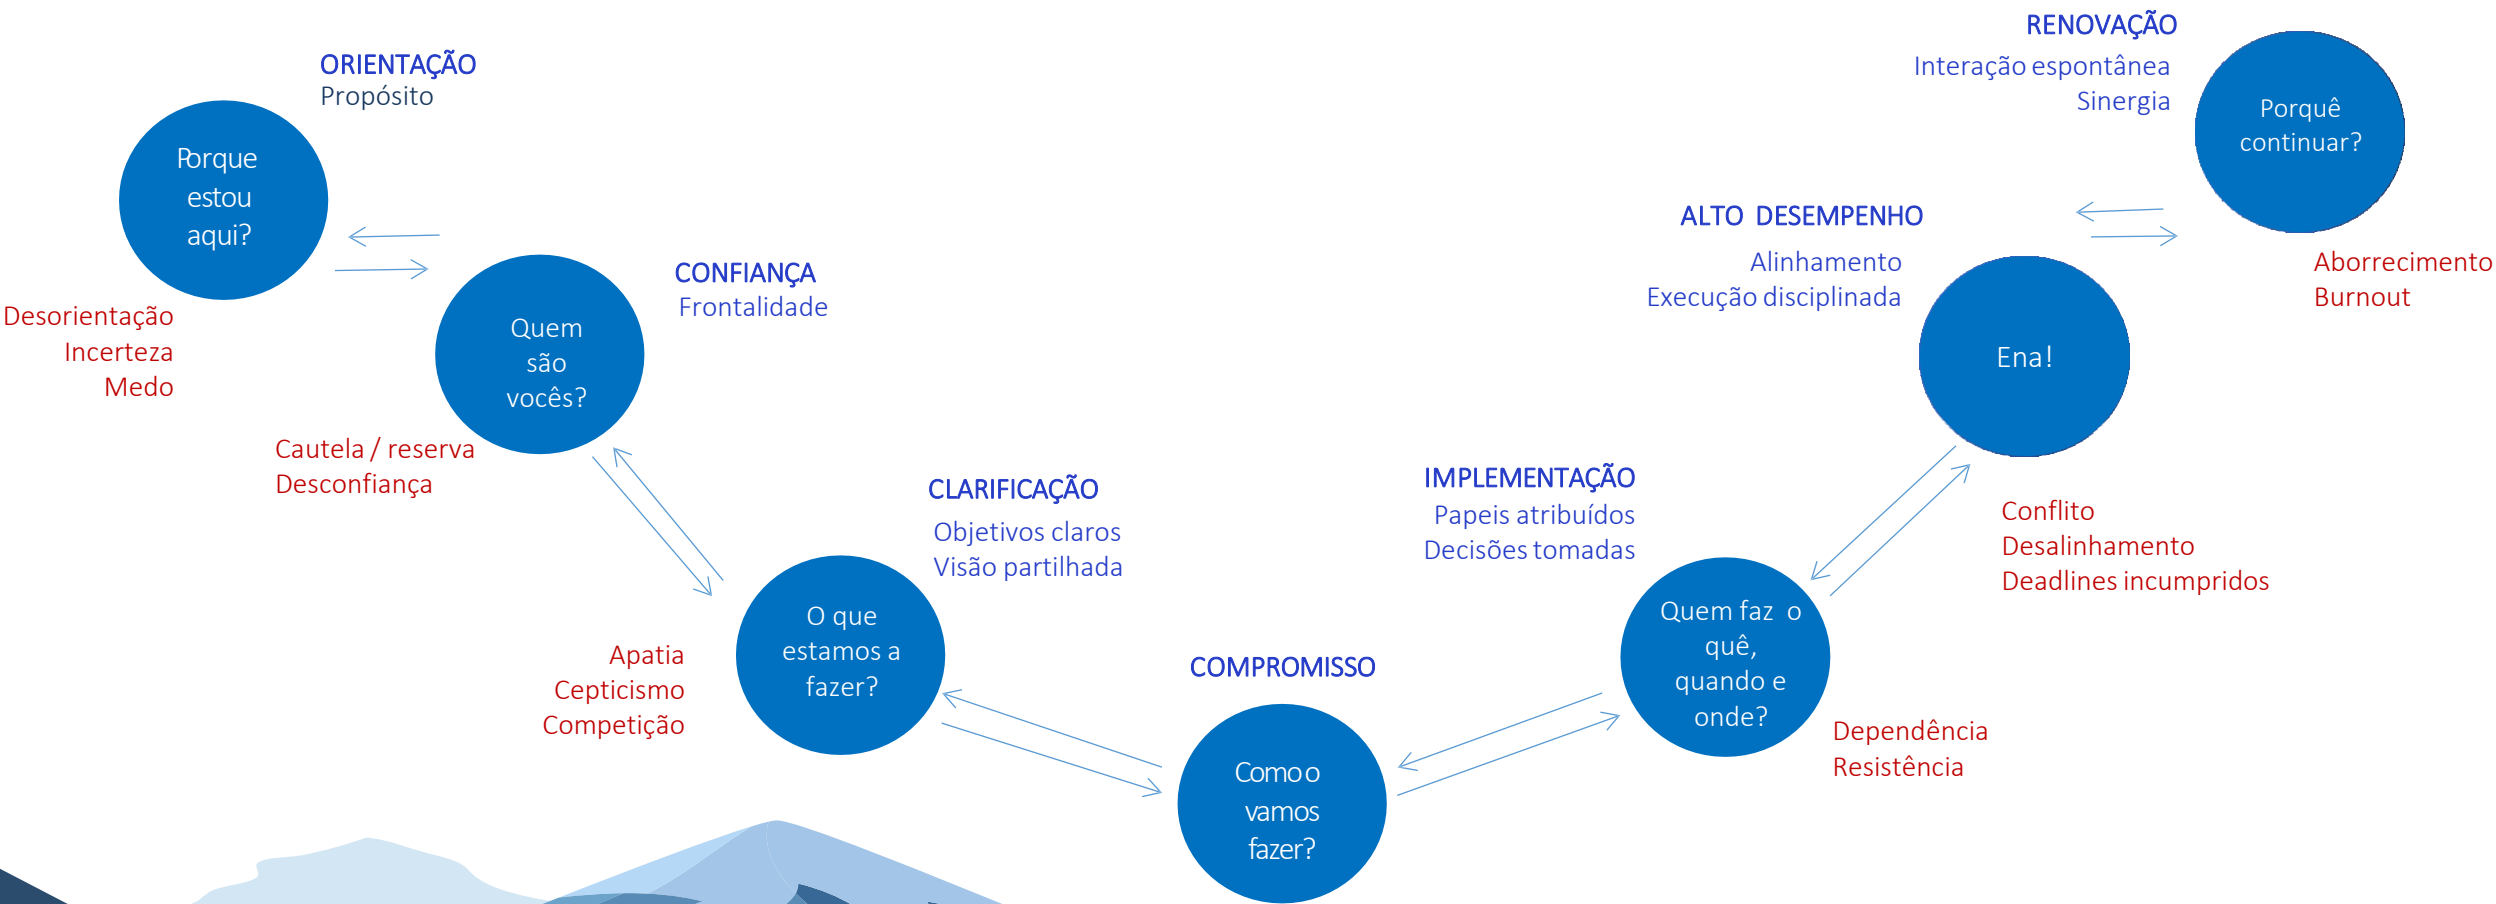 ORIENTAÇÃO
Propósito
Porque
estou
aqui?
Desorientação
Incerteza
Medo
CONFIANÇA
Frontalidade
Quem
são
vocês?
Cautela / reserva
Desconfiança
CLARIFICAÇÃO
Objetivos claros
Visão partilhada
O que
estamos a
fazer?
Apatia
Cepticismo
Competição
COMPROMISSO
Como o
vamos
fazer?
IMPLEMENTAÇÃO
Papeis atribuídos
Decisões tomadas
Quem faz o
quê,
quando e
onde?
Dependência
Resistência
ALTO DESEMPENHO
Alinhamento
Execução disciplinada
Ena!
Conflito
Desalinhamento
Deadlines incumpridos
RENOVAÇÃO
Interação espontânea
Sinergia
Porquê
continuar?
Aborrecimento
Burnout